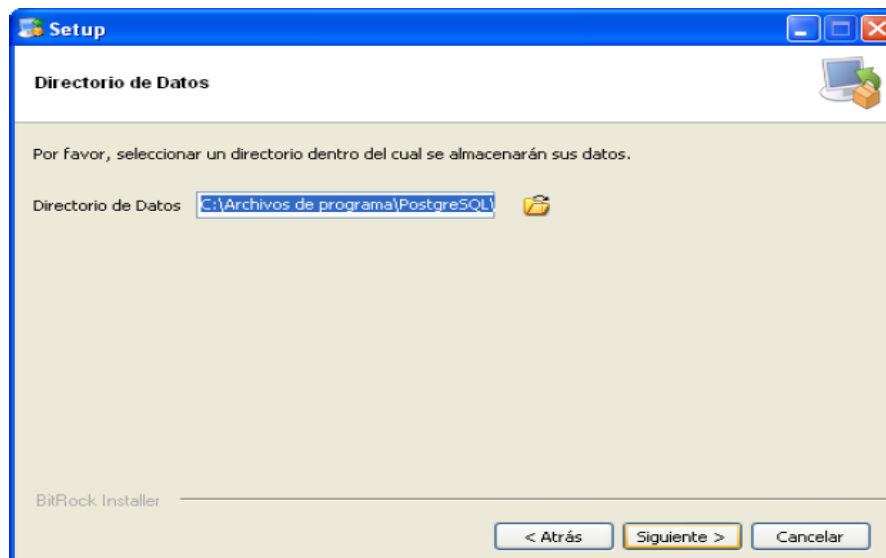 Setup
Directorio de Datos
Por favor, seleccionar un directorio dentro del cual se almacenarán sus datos.
Directorio de Datos C:\Archivos de programa\PostgreSQL\
BitRock Installer
< Atrás Siguiente > Cancelar